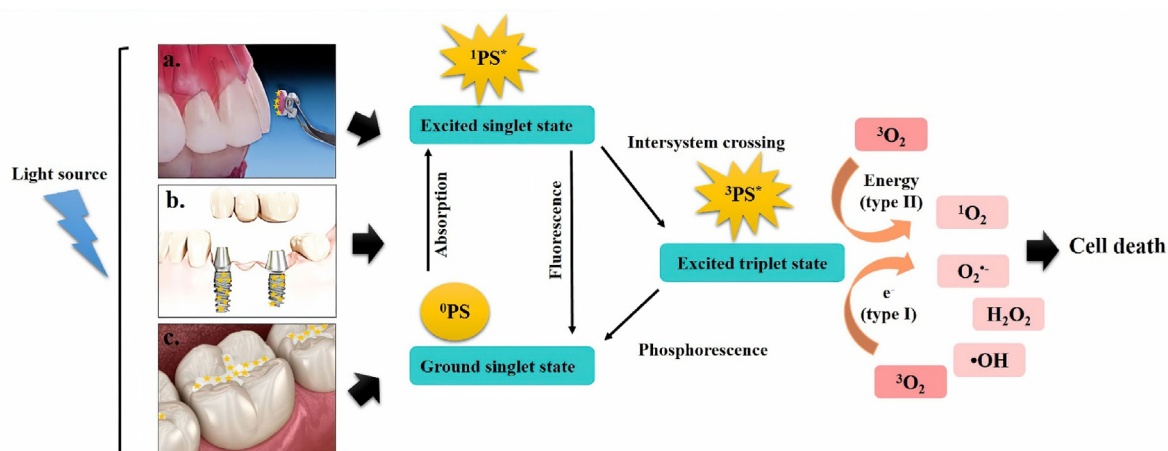 Light source
a.
b.
c.
¹PS*
Excited singlet state
Absorption
Fluorescence
⁰PS
Ground singlet state
Intersystem crossing
³PS*
Excited triplet state
Phosphorescence
³O₂
Energy
(type II)
e⁻
(type I)
³O₂
¹O₂
O₂•⁻
H₂O₂
•OH
Cell death